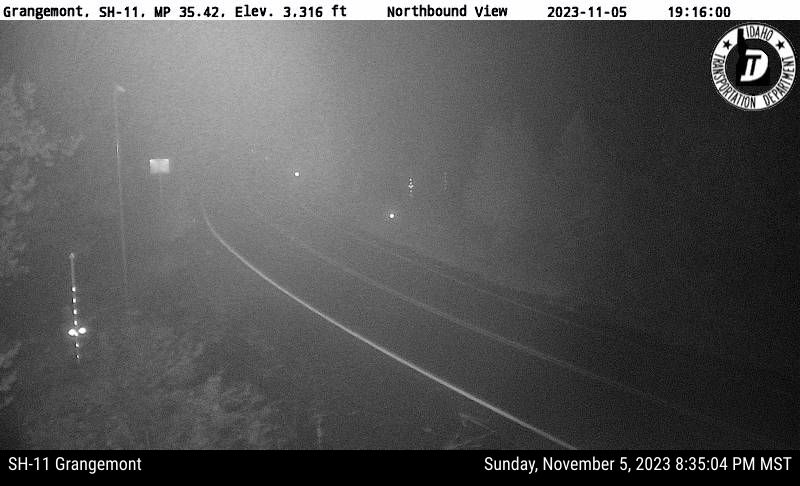 Grangemont, SH-11, MP 35.42, Elev. 3,316 ft Northbound View 2023-11-05 19:16:00
IDAHO
TRANSPORTATION DEPARTMENT
SH-11 Grangemont Sunday, November 5, 2023 8:35:04 PM MST